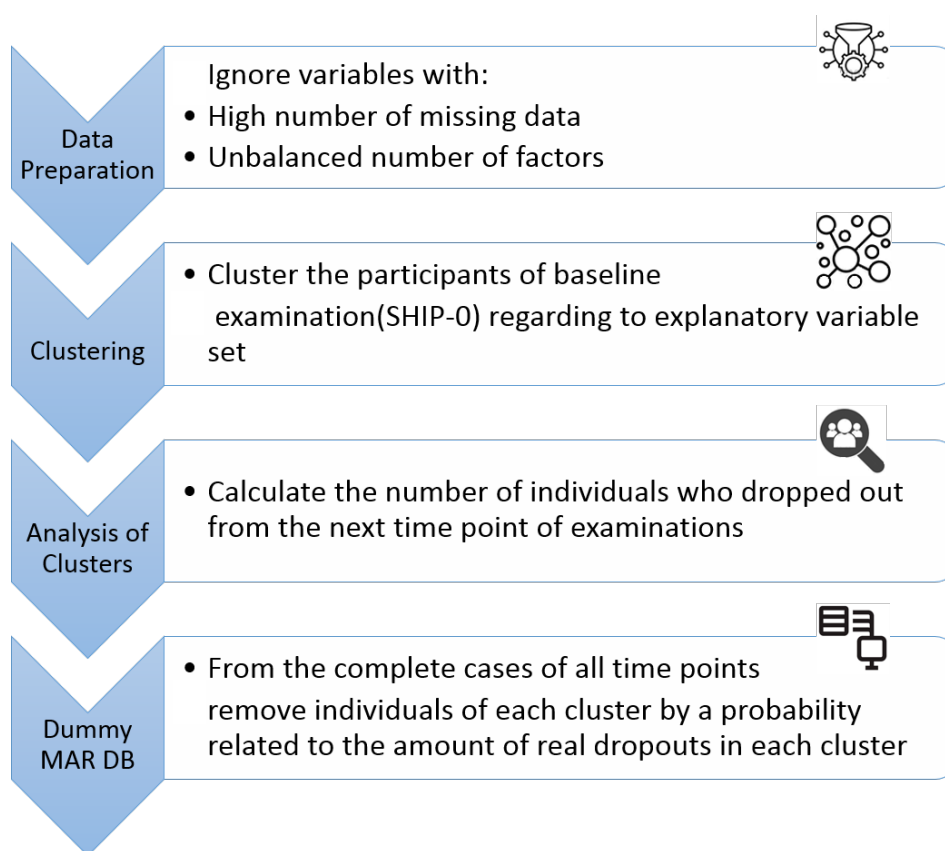 Data
Preparation
Ignore variables with:
• High number of missing data
• Unbalanced number of factors
Clustering
• Cluster the participants of baseline
examination(SHIP-0) regarding to explanatory variable
set
Analysis of
Clusters
• Calculate the number of individuals who dropped out
from the next time point of examinations
Dummy
MAR DB
• From the complete cases of all time points
remove individuals of each cluster by a probability
related to the amount of real dropouts in each cluster